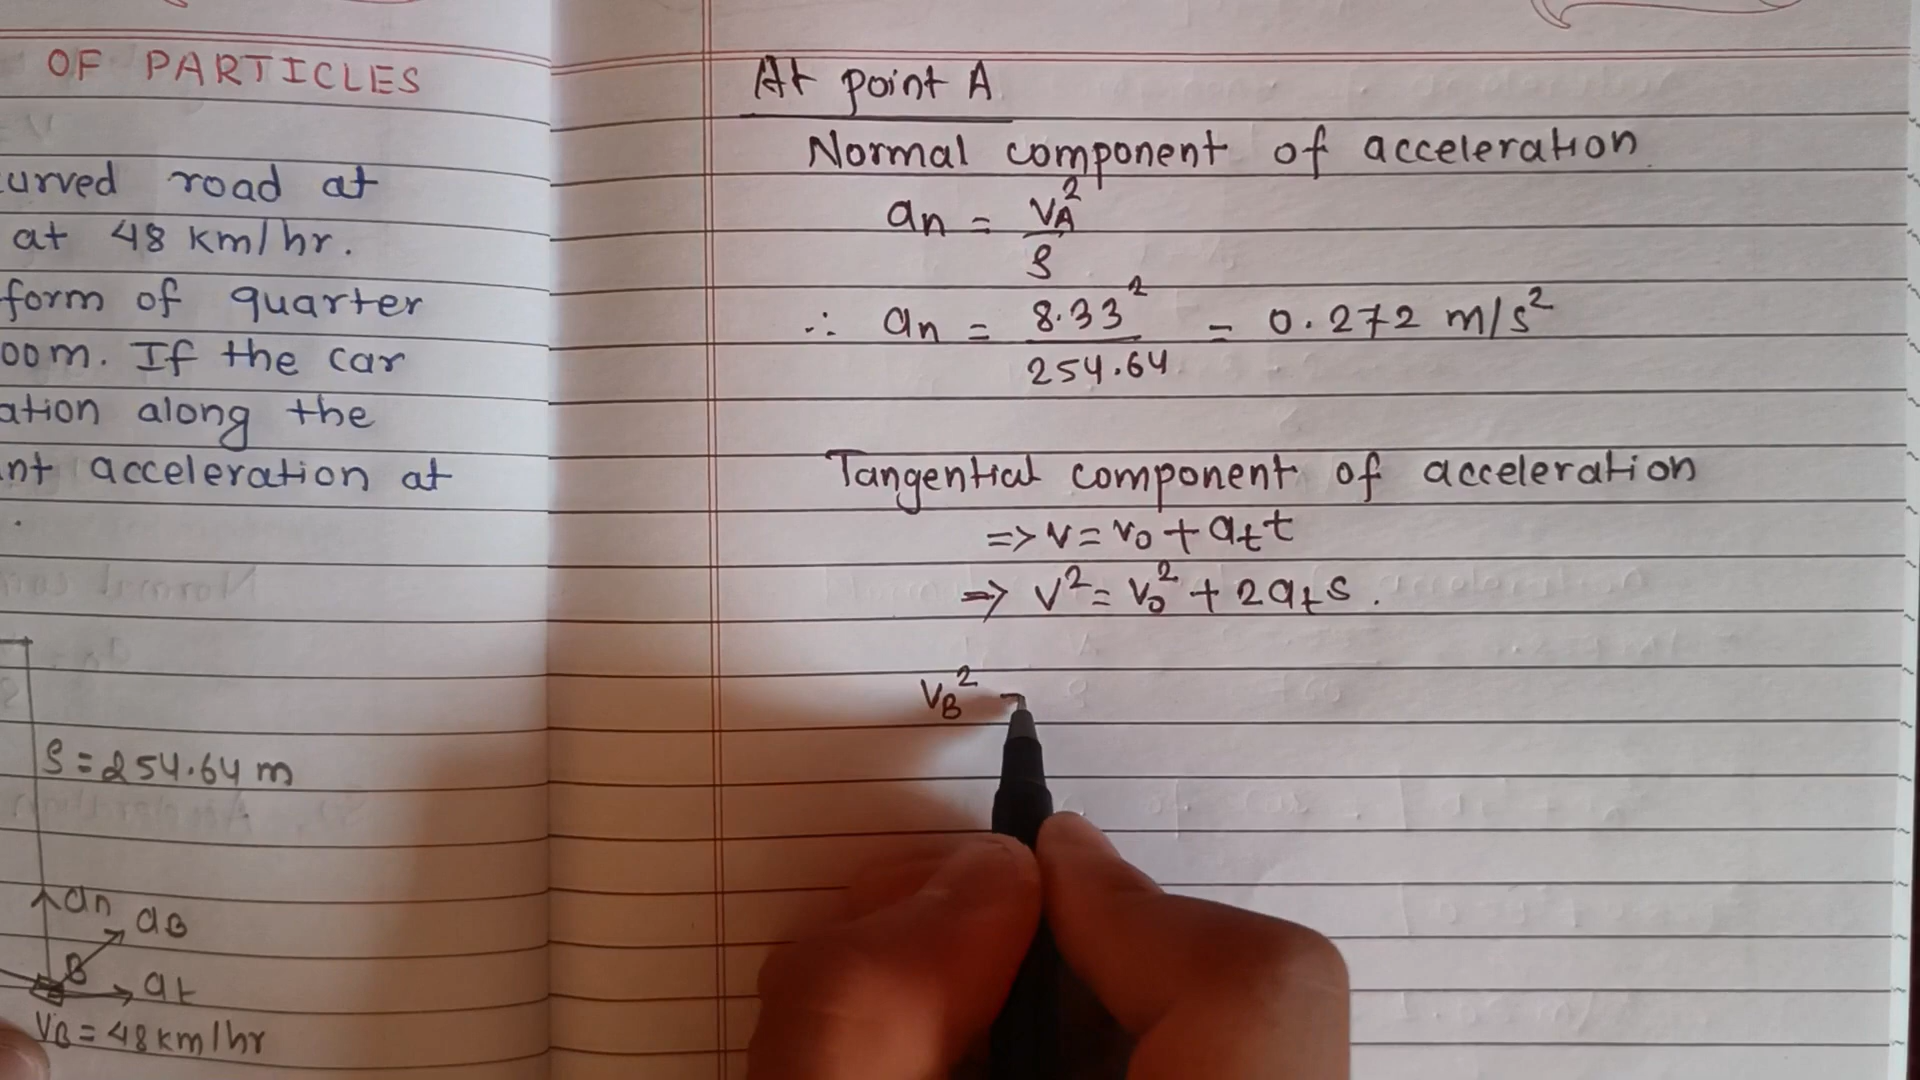 OF PARTICLES
urved road at
at 48 km/hr.
form of quarter
00m. If the car
ation along the
nt acceleration at
.
ρ = 254.64 m
an
aB
B
at
VB = 48 km/hr
At point A
Normal component of acceleration
an = VA² / ρ
∴ an = 8.33² / 254.64 = 0.272 m/s²
Tangential component of acceleration
=> v = v₀ + at t
=> v² = v₀² + 2 at s.
VB²